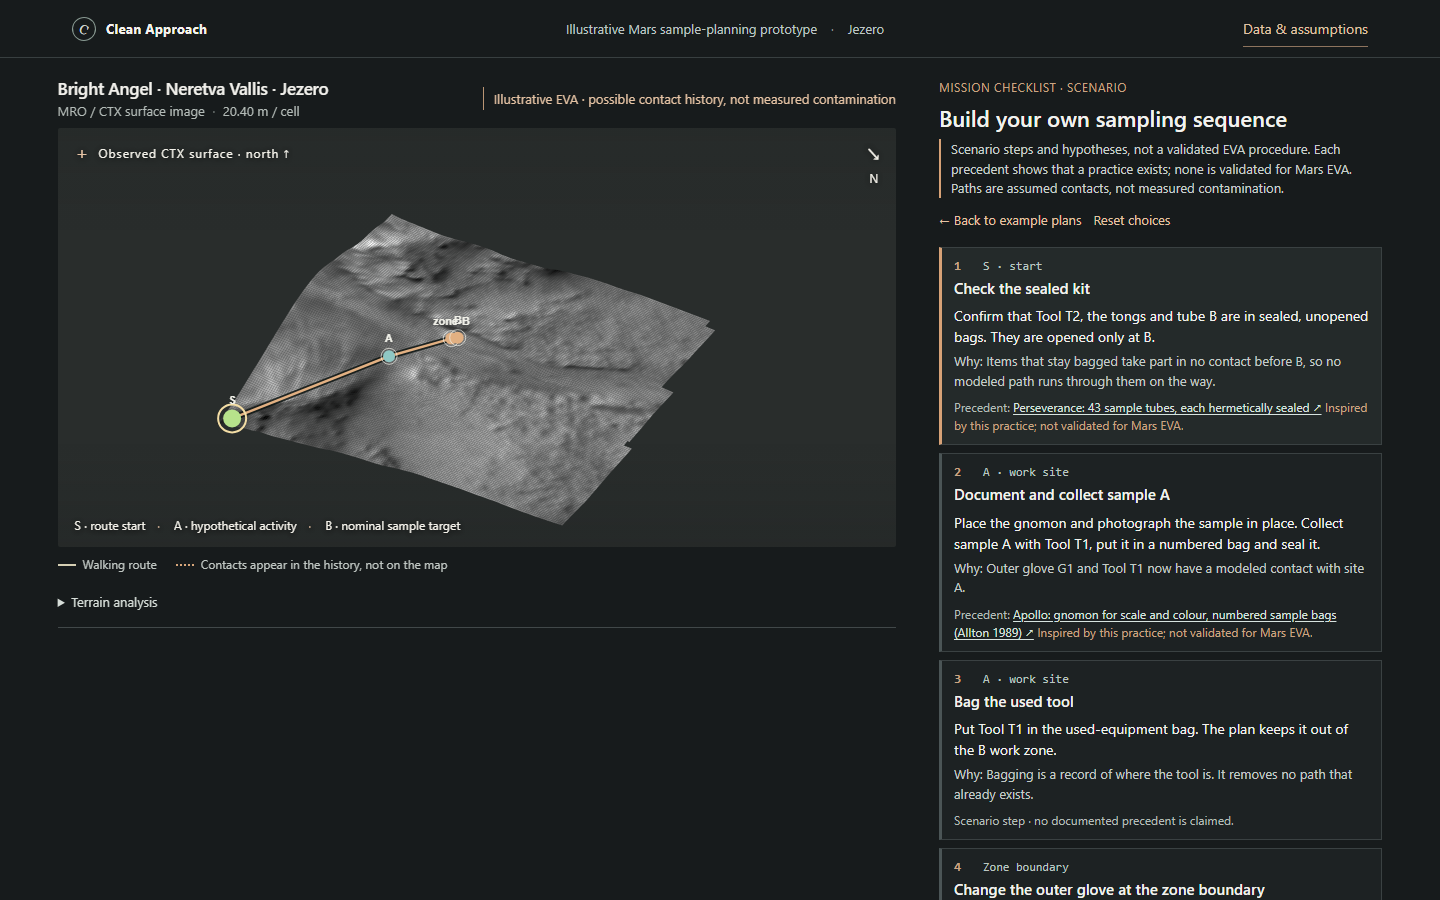 Clean Approach
Illustrative Mars sample-planning prototype · Jezero
Data & assumptions
Bright Angel · Neretva Vallis · Jezero
MRO / CTX surface image · 20.40 m / cell
Illustrative EVA · possible contact history, not measured contamination
+ Observed CTX surface · north ↑
↘
N
zone B
A
S
S · route start · A · hypothetical activity · B · nominal sample target
Walking route
Contacts appear in the history, not on the map
▶ Terrain analysis
MISSION CHECKLIST · SCENARIO
Build your own sampling sequence
Scenario steps and hypotheses, not a validated EVA procedure. Each
precedent shows that a practice exists; none is validated for Mars EVA.
Paths are assumed contacts, not measured contamination.
← Back to example plans Reset choices
1 S · start
Check the sealed kit
Confirm that Tool T2, the tongs and tube B are in sealed, unopened
bags. They are opened only at B.
Why: Items that stay bagged take part in no contact before B, so no
modeled path runs through them on the way.
Precedent: Perseverance: 43 sample tubes, each hermetically sealed ↗ Inspired
by this practice; not validated for Mars EVA.
2 A · work site
Document and collect sample A
Place the gnomon and photograph the sample in place. Collect
sample A with Tool T1, put it in a numbered bag and seal it.
Why: Outer glove G1 and Tool T1 now have a modeled contact with site
A.
Precedent: Apollo: gnomon for scale and colour, numbered sample bags
(Allton 1989) ↗ Inspired by this practice; not validated for Mars EVA.
3 A · work site
Bag the used tool
Put Tool T1 in the used-equipment bag. The plan keeps it out of
the B work zone.
Why: Bagging is a record of where the tool is. It removes no path that
already exists.
Scenario step · no documented precedent is claimed.
4 Zone boundary
Change the outer glove at the zone boundary